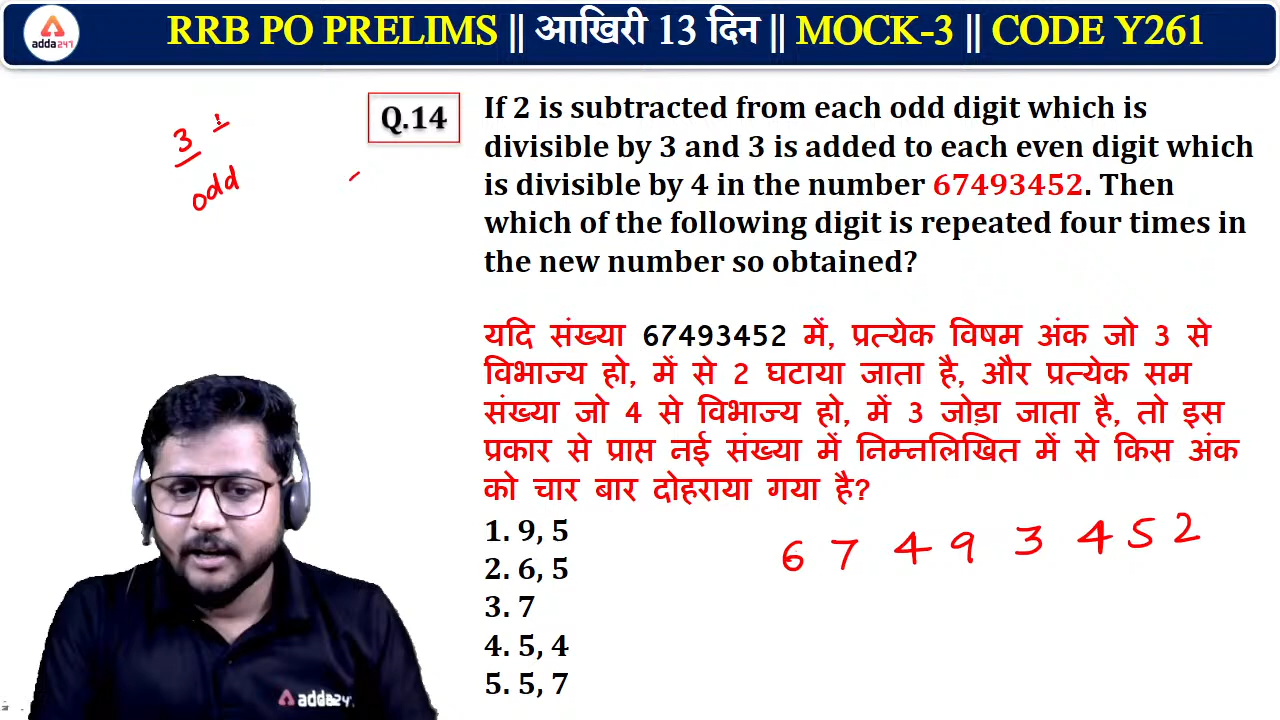 adda247
RRB PO PRELIMS || आखिरी 13 दिन || MOCK-3 || CODE Y261
3
odd
Q.14
If 2 is subtracted from each odd digit which is
divisible by 3 and 3 is added to each even digit which
is divisible by 4 in the number 67493452. Then
which of the following digit is repeated four times in
the new number so obtained?
यदि संख्या 67493452 में, प्रत्येक विषम अंक जो 3 से
विभाज्य हो, में से 2 घटाया जाता है, और प्रत्येक सम
संख्या जो 4 से विभाज्य हो, में 3 जोड़ा जाता है, तो इस
प्रकार से प्राप्त नई संख्या में निम्नलिखित में से किस अंक
को चार बार दोहराया गया है?
1. 9, 5
2. 6, 5
3. 7
4. 5, 4
5. 5, 7
6 7 4 9 3 4 5 2
adda247